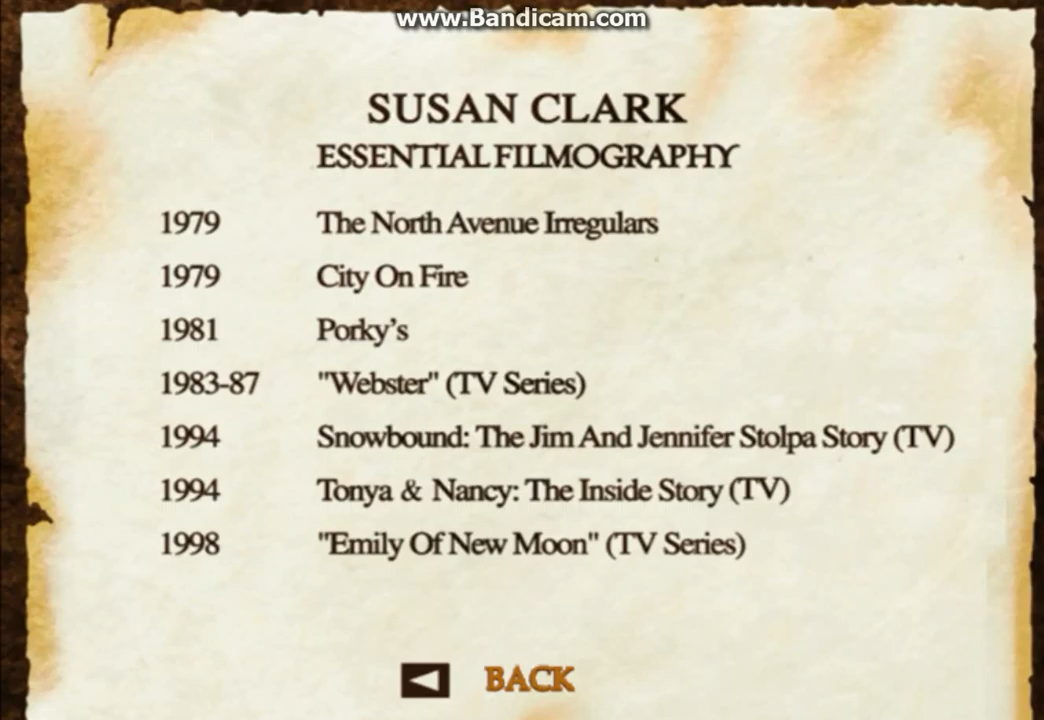 www.Bandicam.com
SUSAN CLARK
ESSENTIAL FILMOGRAPHY
1979 The North Avenue Irregulars
1979 City On Fire
1981 Porky's
1983-87 "Webster" (TV Series)
1994 Snowbound: The Jim And Jennifer Stolpa Story (TV)
1994 Tonya & Nancy: The Inside Story (TV)
1998 "Emily Of New Moon" (TV Series)
BACK